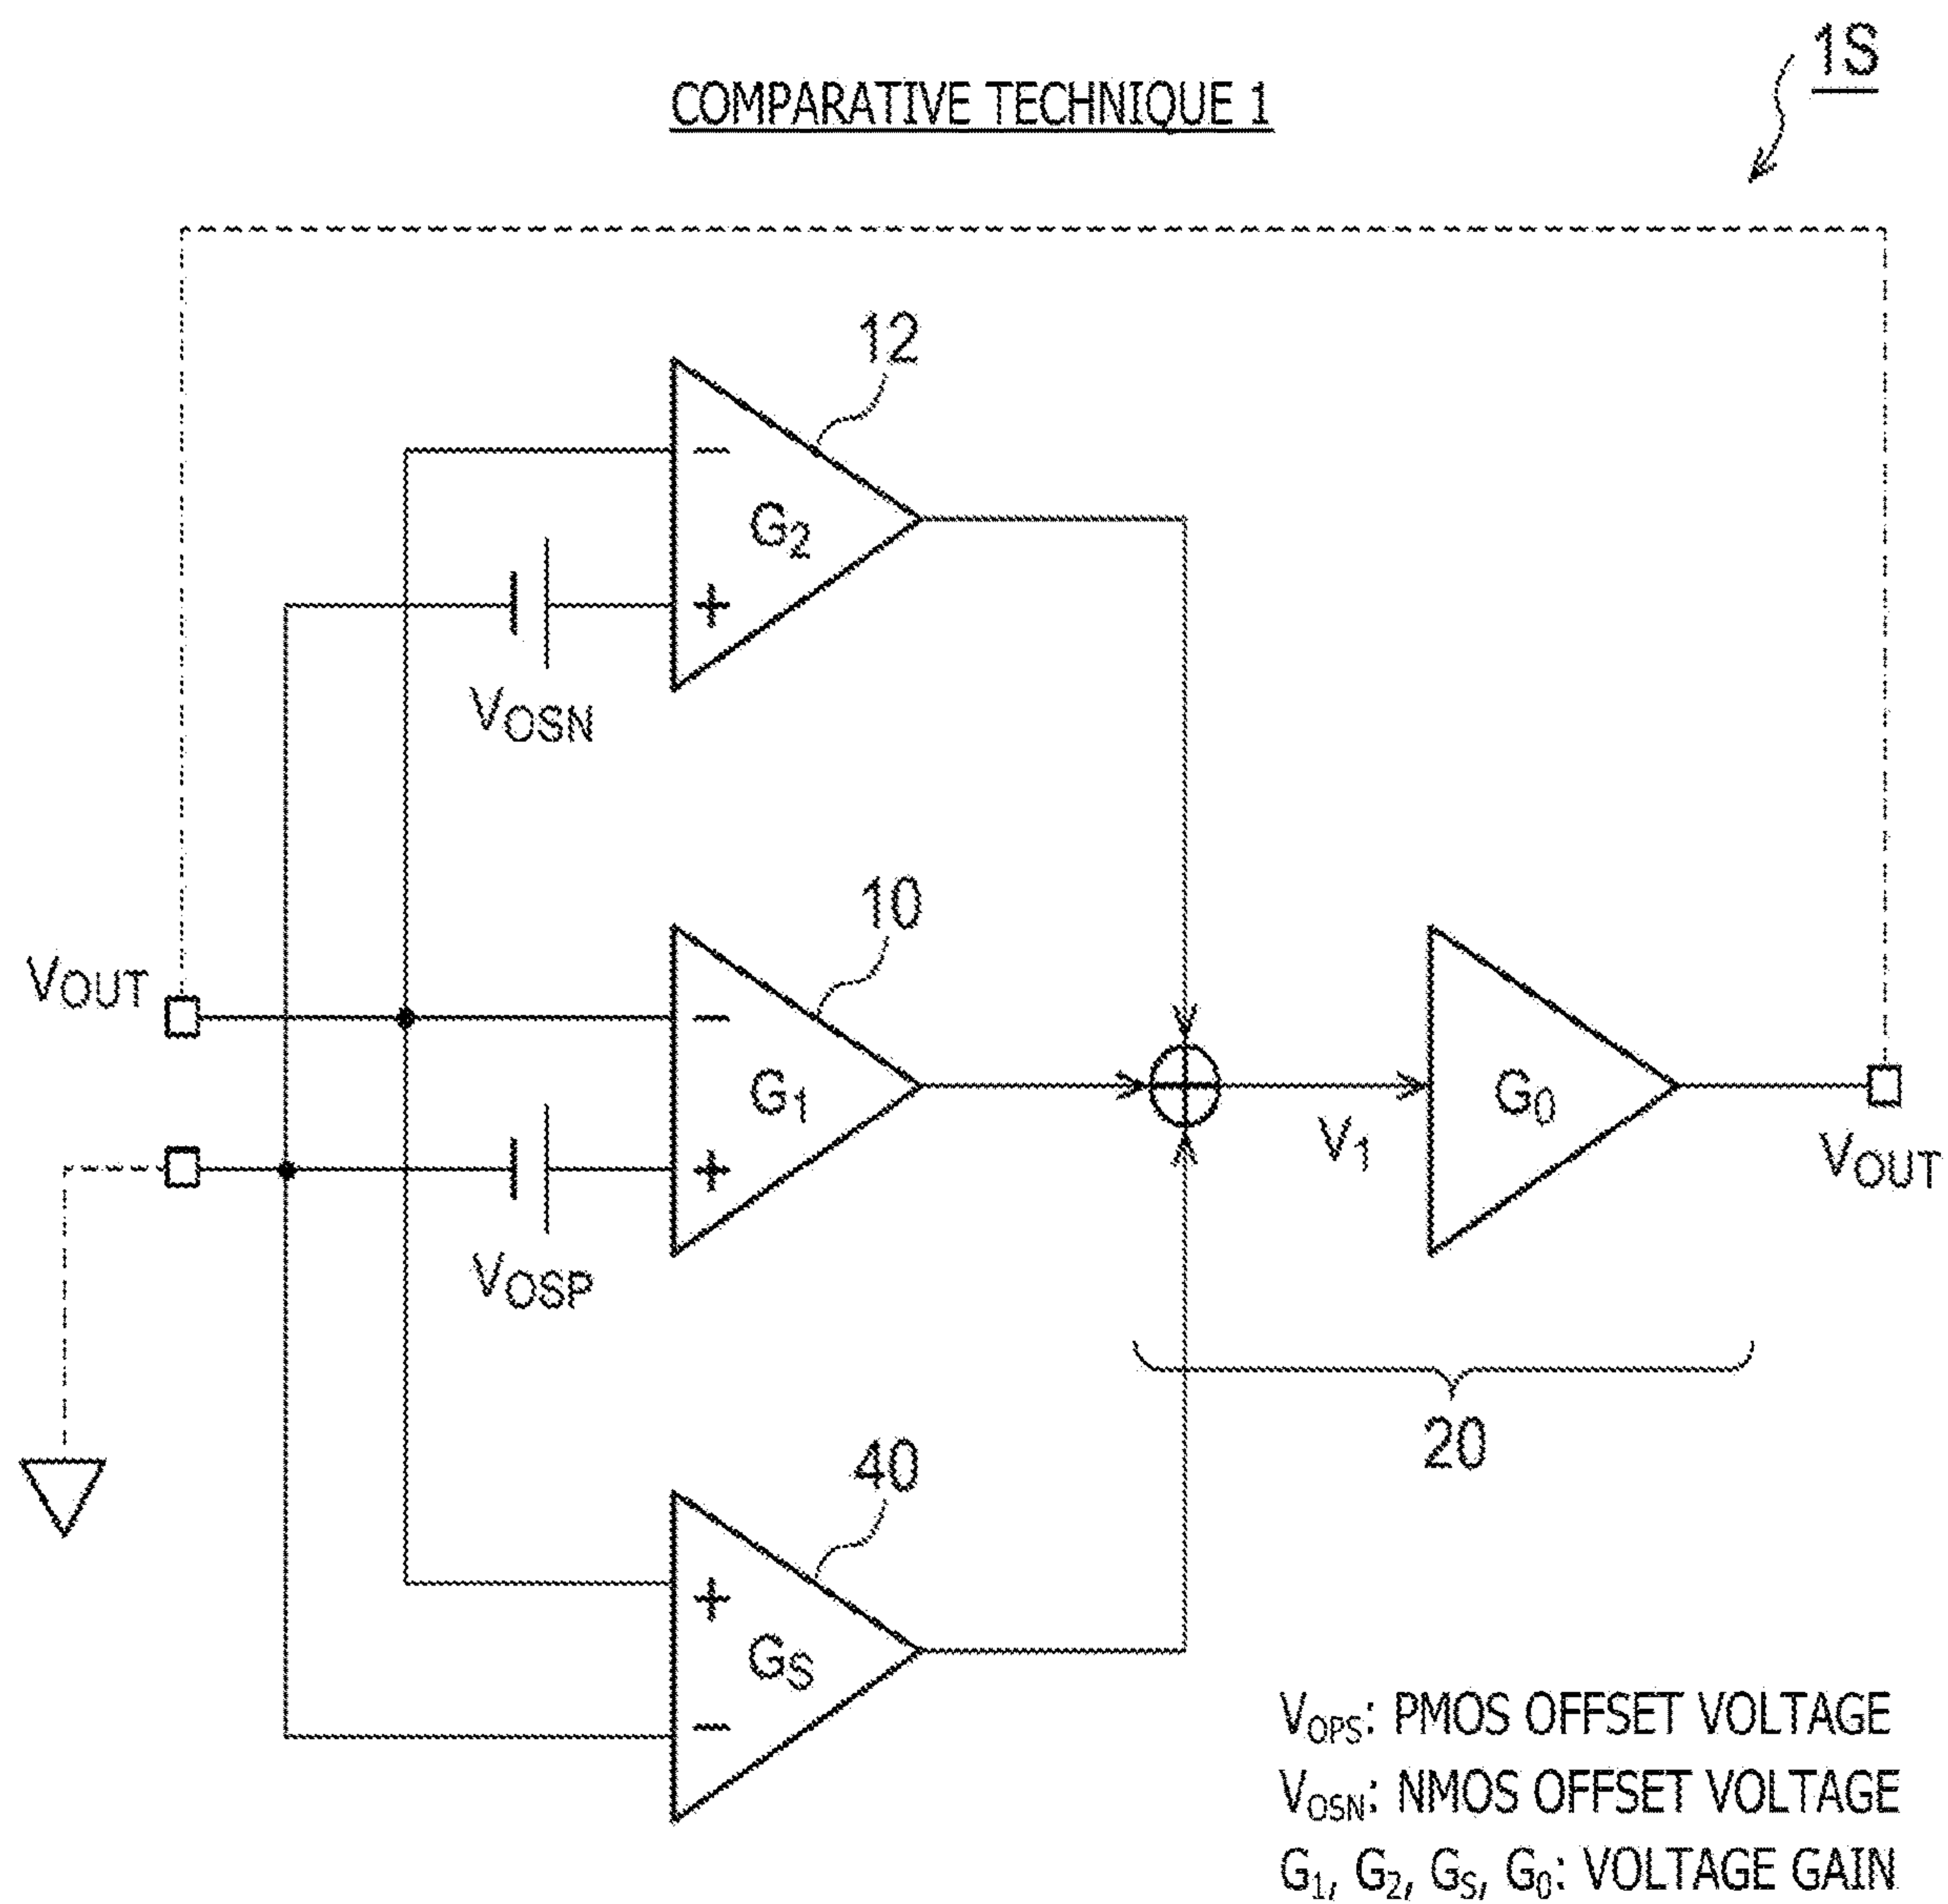 1S
COMPARATIVE TECHNIQUE 1
12
−
G2
+
VOSN
10
VOUT
−
G1
+
V1
G0
VOUT
VOSP
20
40
+
GS
−
VOPS: PMOS OFFSET VOLTAGE
VOSN: NMOS OFFSET VOLTAGE
G1, G2, GS, G0: VOLTAGE GAIN